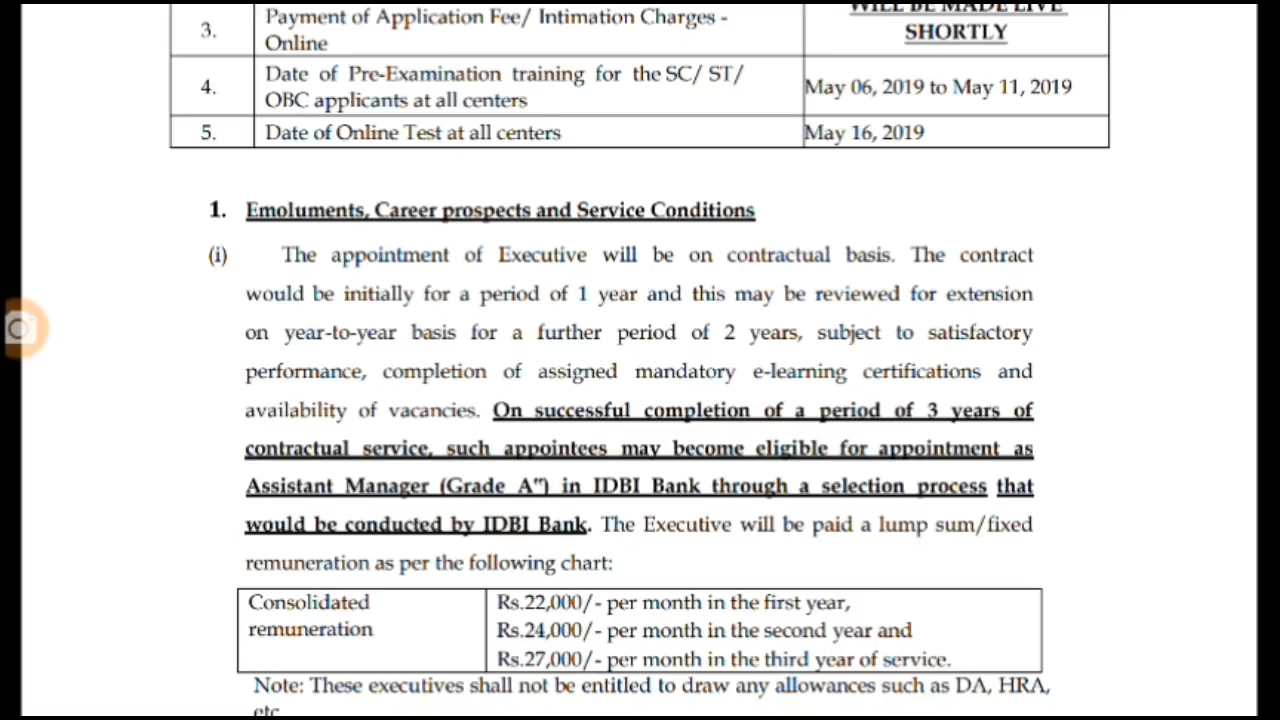 WILL BE MADE LIVE
SHORTLY
3. Payment of Application Fee/ Intimation Charges -
Online
4. Date of Pre-Examination training for the SC/ ST/
OBC applicants at all centers
May 06, 2019 to May 11, 2019
5. Date of Online Test at all centers May 16, 2019
1. Emoluments, Career prospects and Service Conditions
(i) The appointment of Executive will be on contractual basis. The contract
would be initially for a period of 1 year and this may be reviewed for extension
on year-to-year basis for a further period of 2 years, subject to satisfactory
performance, completion of assigned mandatory e-learning certifications and
availability of vacancies. On successful completion of a period of 3 years of
contractual service, such appointees may become eligible for appointment as
Assistant Manager (Grade A") in IDBI Bank through a selection process that
would be conducted by IDBI Bank. The Executive will be paid a lump sum/fixed
remuneration as per the following chart:
Consolidated
remuneration
Rs.22,000/- per month in the first year,
Rs.24,000/- per month in the second year and
Rs.27,000/- per month in the third year of service.
Note: These executives shall not be entitled to draw any allowances such as DA, HRA,
etc